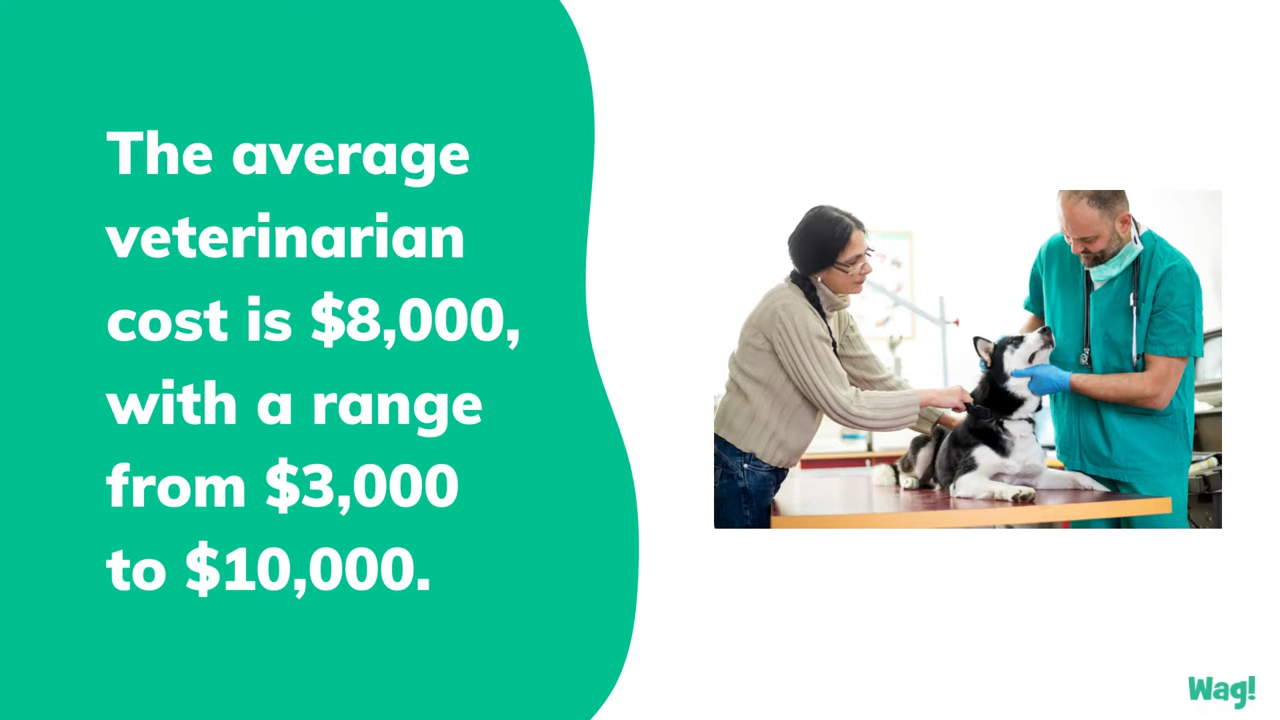 The average
veterinarian
cost is $8,000,
with a range
from $3,000
to $10,000.
Wag!